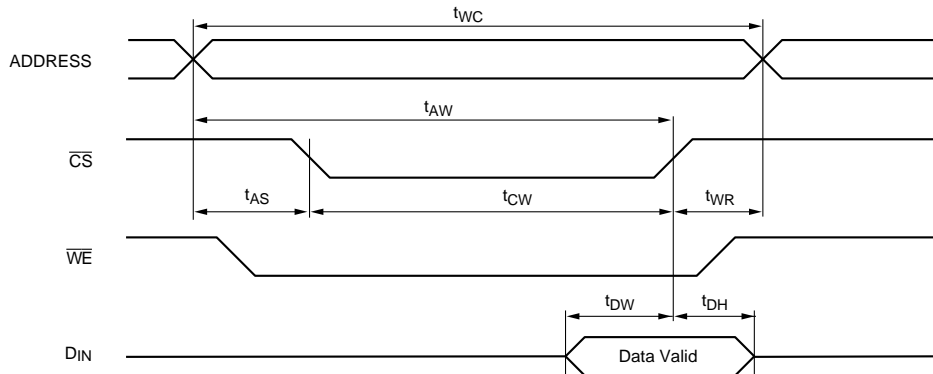 tWC
ADDRESS
tAW
CS
tAS
tCW
tWR
WE
tDW
tDH
DIN
Data Valid